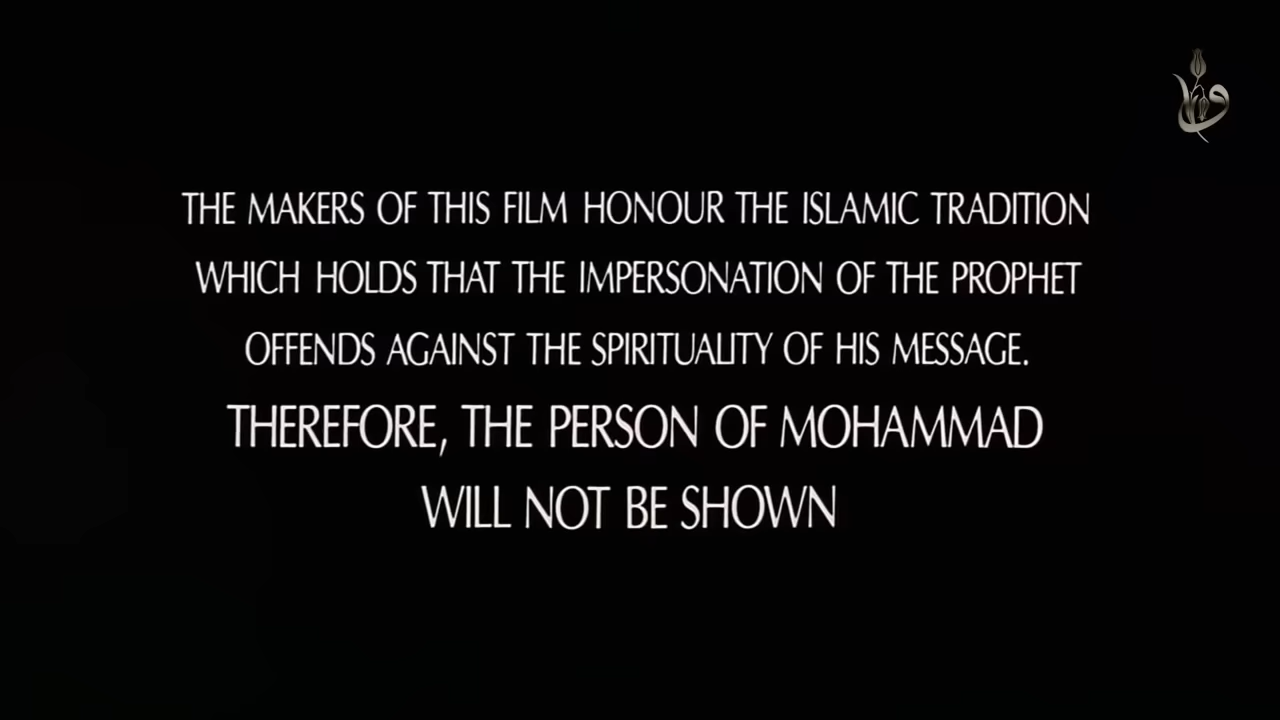 THE MAKERS OF THIS FILM HONOUR THE ISLAMIC TRADITION
WHICH HOLDS THAT THE IMPERSONATION OF THE PROPHET
OFFENDS AGAINST THE SPIRITUALITY OF HIS MESSAGE.
THEREFORE, THE PERSON OF MOHAMMAD
WILL NOT BE SHOWN